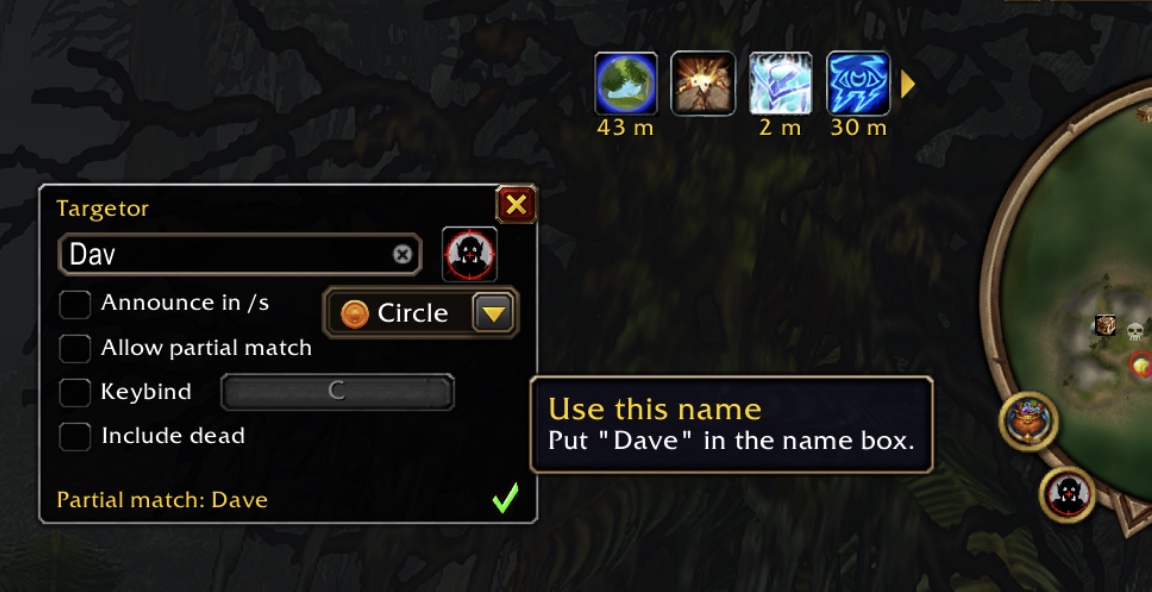 43 m
2 m
30 m
Targetor
Dav
Announce in /s
Circle
Allow partial match
Keybind
C
Include dead
Use this name
Put "Dave" in the name box.
Partial match: Dave